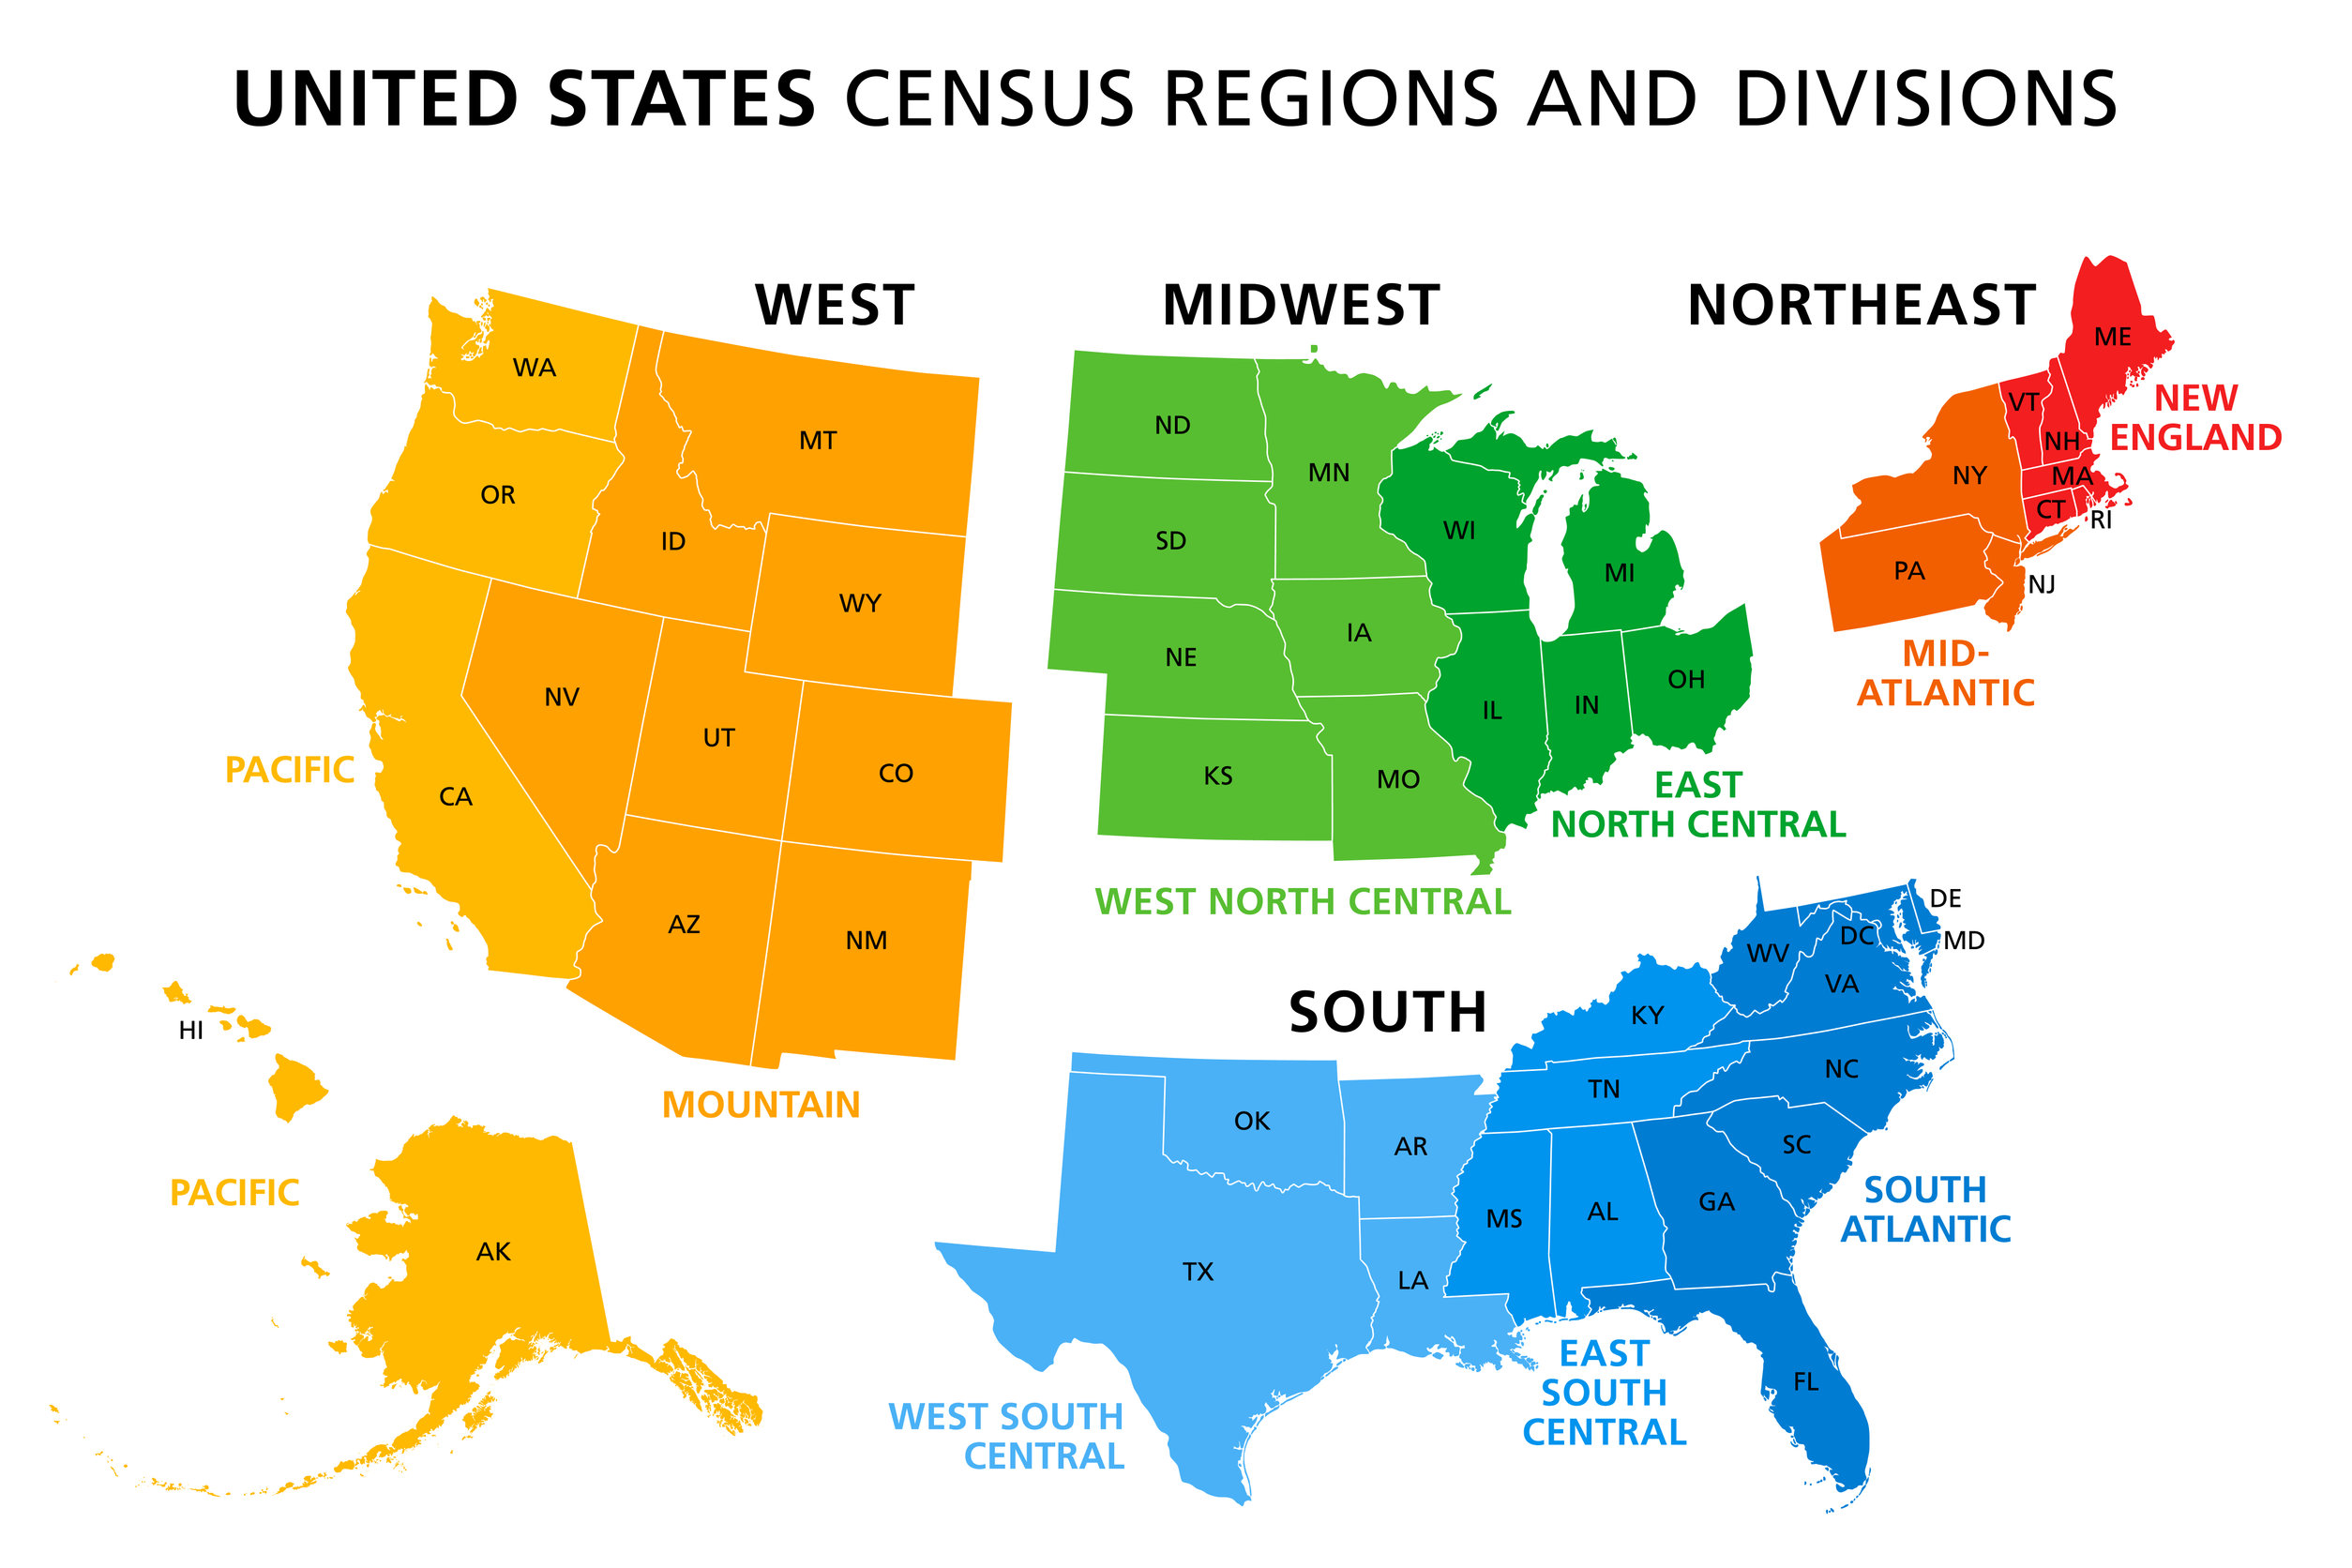 UNITED STATES CENSUS REGIONS AND DIVISIONS
WEST
WA
OR
CA
NV
ID
MT
WY
UT
CO
AZ
NM
PACIFIC
MOUNTAIN
HI
PACIFIC
AK
MIDWEST
ND
SD
NE
KS
MN
IA
MO
WI
IL
MI
IN
OH
WEST NORTH CENTRAL
EAST
NORTH CENTRAL
NORTHEAST
ME
VT
NH
MA
CT
RI
NY
PA
NJ
NEW
ENGLAND
MID-
ATLANTIC
SOUTH
OK
TX
AR
LA
WEST SOUTH
CENTRAL
KY
TN
MS
AL
EAST
SOUTH
CENTRAL
DE
MD
DC
WV
VA
NC
SC
GA
FL
SOUTH
ATLANTIC